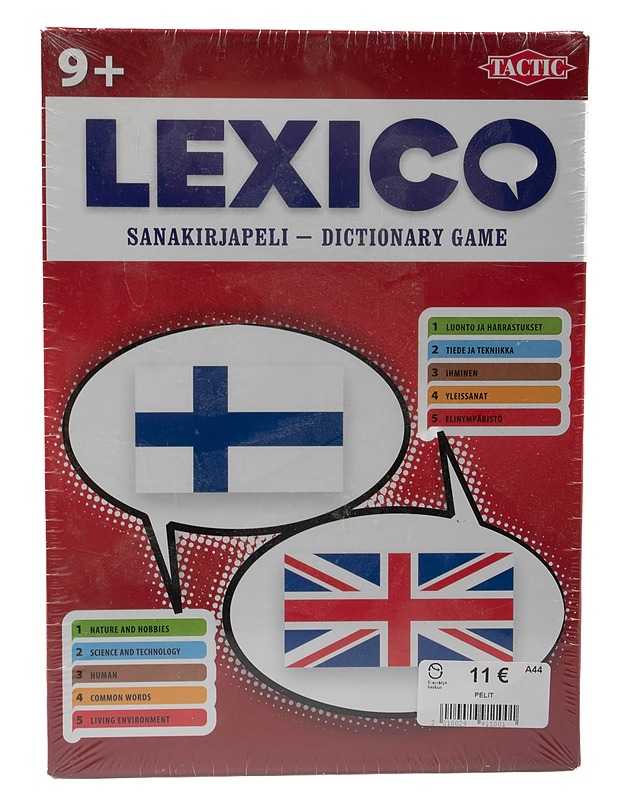 9+
TACTIC
LEXICO
SANAKIRJAPELI – DICTIONARY GAME
1 LUONTO JA HARRASTUKSET
2 TIEDE JA TEKNIIKKA
3 IHMINEN
4 YLEISSANAT
5 ELINYMPÄRISTÖ
1 NATURE AND HOBBIES
2 SCIENCE AND TECHNOLOGY
3 HUMAN
4 COMMON WORDS
5 LIVING ENVIRONMENT
11 € A44
PELIT